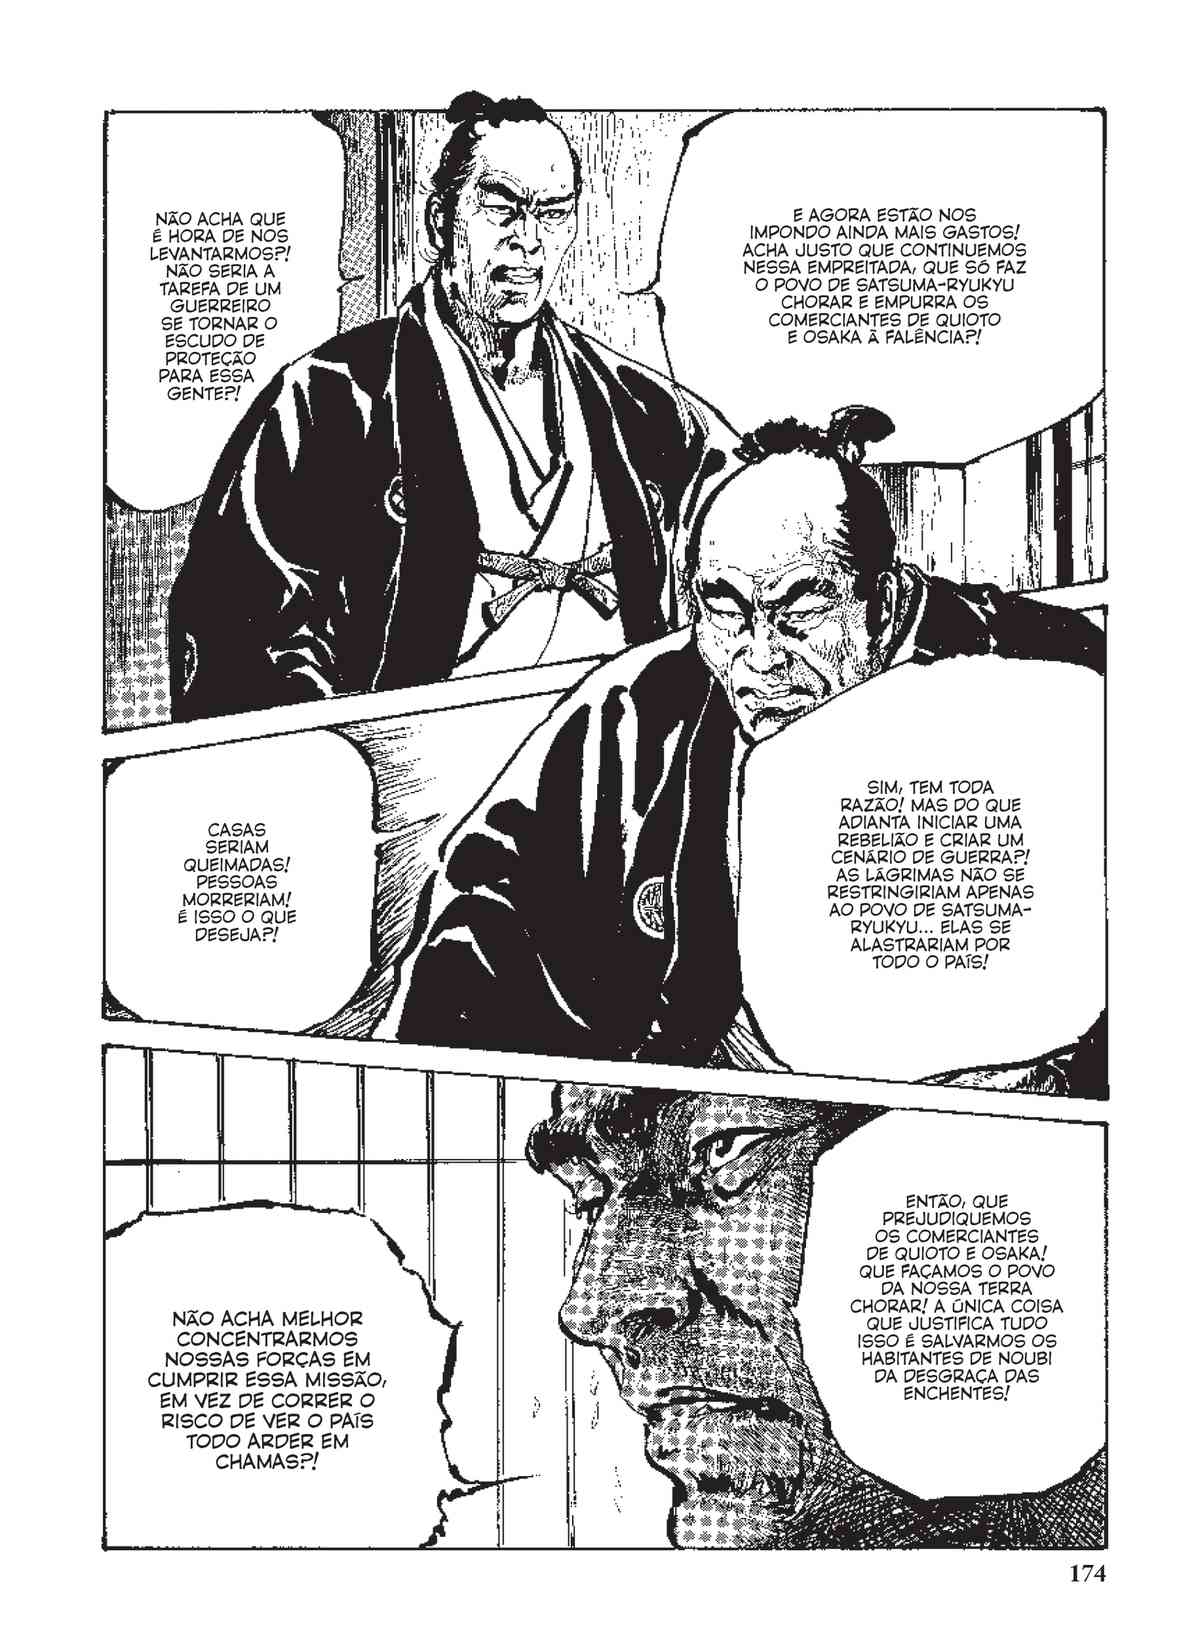 E AGORA ESTÃO NOS
IMPONDO AINDA MAIS GASTOS!
ACHA JUSTO QUE CONTINUEMOS
NESSA EMPREITADA, QUE SÓ FAZ
O POVO DE SATSUMA-RYUKYU
CHORAR E EMPURRA OS
COMERCIANTES DE QUIOTO
E OSAKA À FALÊNCIA?!
NÃO ACHA QUE
É HORA DE NOS
LEVANTARMOS?!
NÃO SERIA A
TAREFA DE UM
GUERREIRO
SE TORNAR O
ESCUDO DE
PROTEÇÃO
PARA ESSA
GENTE?!
SIM, TEM TODA
RAZÃO! MAS DO QUE
ADIANTA INICIAR UMA
REBELIÃO E CRIAR UM
CENÁRIO DE GUERRA?!
AS LÁGRIMAS NÃO SE
RESTRINGIRIAM APENAS
AO POVO DE SATSUMA-
RYUKYU... ELAS SE
ALASTRARIAM POR
TODO O PAÍS!
CASAS
SERIAM
QUEIMADAS!
PESSOAS
MORRERIAM!
É ISSO O QUE
DESEJA?!
ENTÃO, QUE
PREJUDIQUEMOS
OS COMERCIANTES
DE QUIOTO E OSAKA!
QUE FAÇAMOS O POVO
DA NOSSA TERRA
CHORAR! A ÚNICA COISA
QUE JUSTIFICA TUDO
ISSO É SALVARMOS OS
HABITANTES DE NOUBI
DA DESGRAÇA DAS
ENCHENTES!
NÃO ACHA MELHOR
CONCENTRARMOS
NOSSAS FORÇAS EM
CUMPRIR ESSA MISSÃO,
EM VEZ DE CORRER O
RISCO DE VER O PAÍS
TODO ARDER EM
CHAMAS?!
174